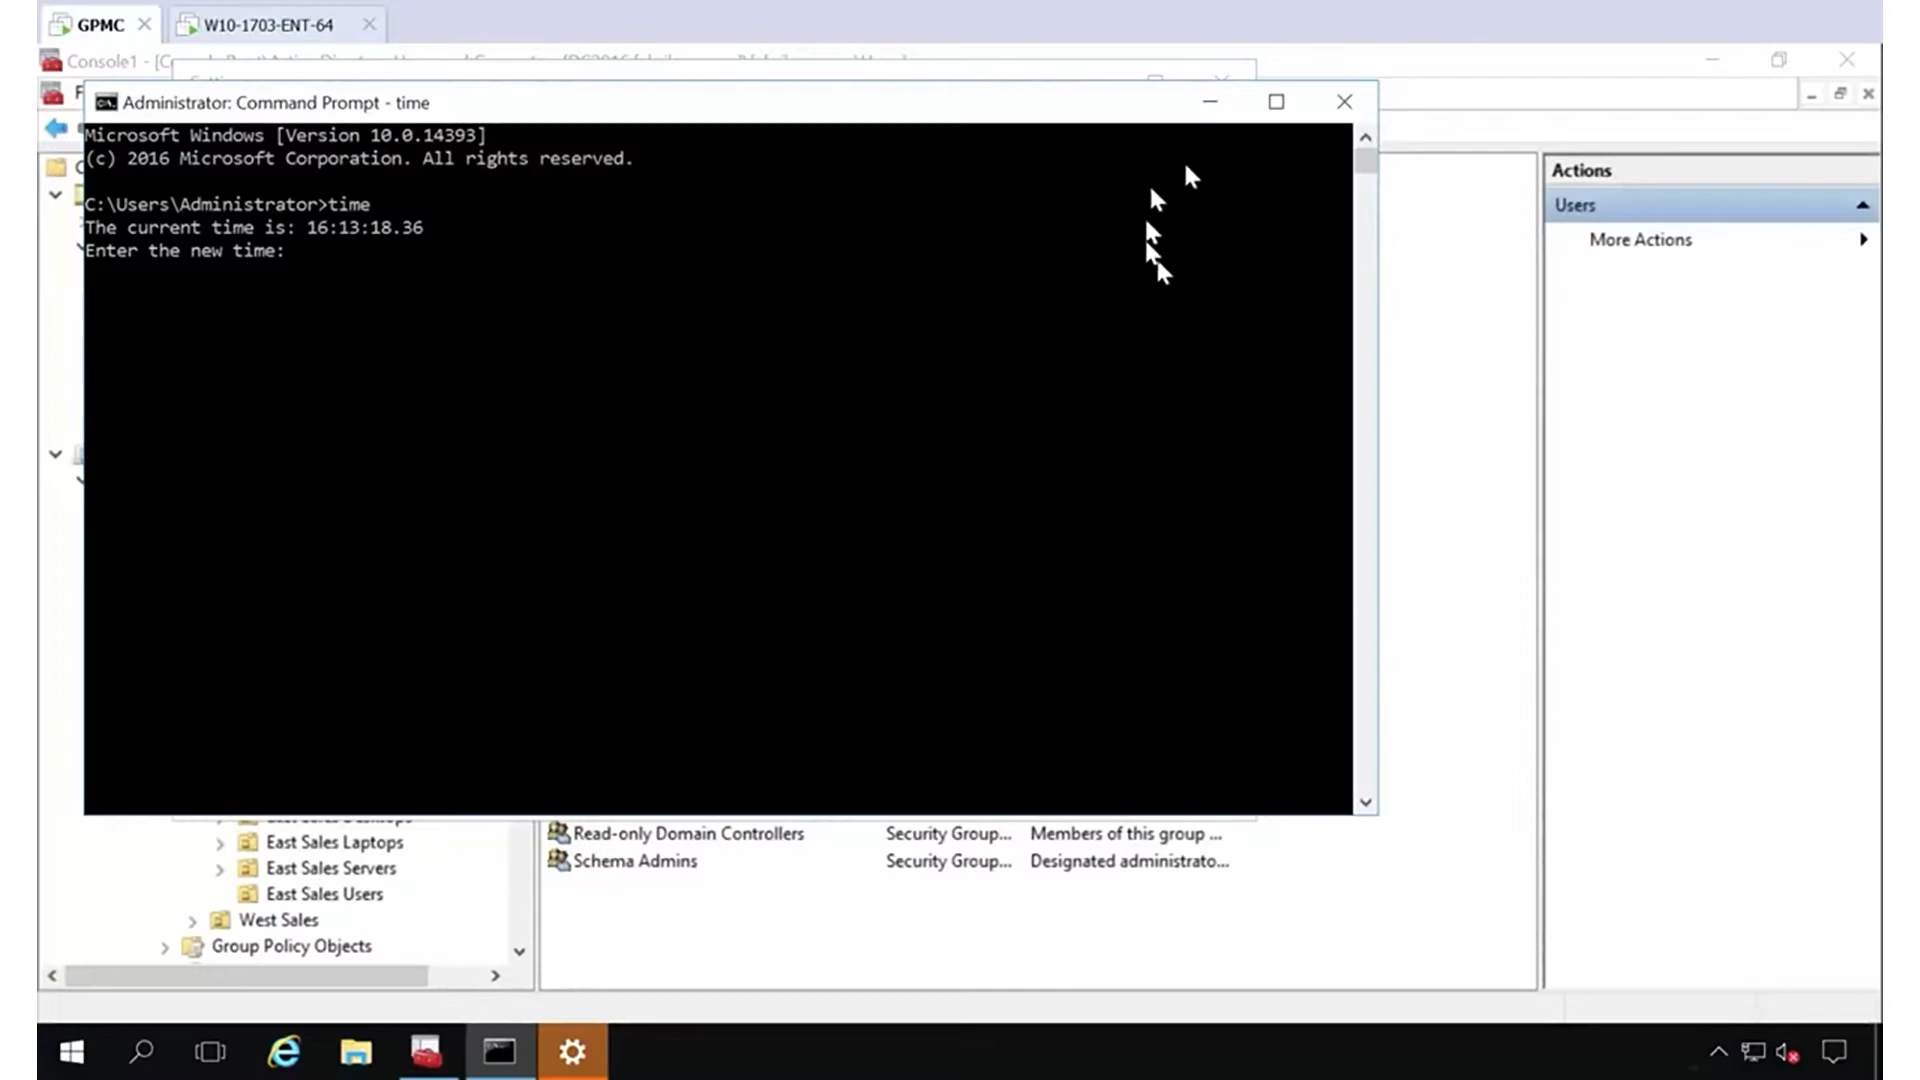 GPMC
W10-1703-ENT-64
Console1 - [C
F
Administrator: Command Prompt - time
Microsoft Windows [Version 10.0.14393]
(c) 2016 Microsoft Corporation. All rights reserved.
C:\Users\Administrator>time
The current time is: 16:13:18.36
Enter the new time:
Actions
Users
More Actions
Read-only Domain Controllers Security Group... Members of this group ...
Schema Admins Security Group... Designated administrato...
East Sales Laptops
East Sales Servers
East Sales Users
West Sales
Group Policy Objects